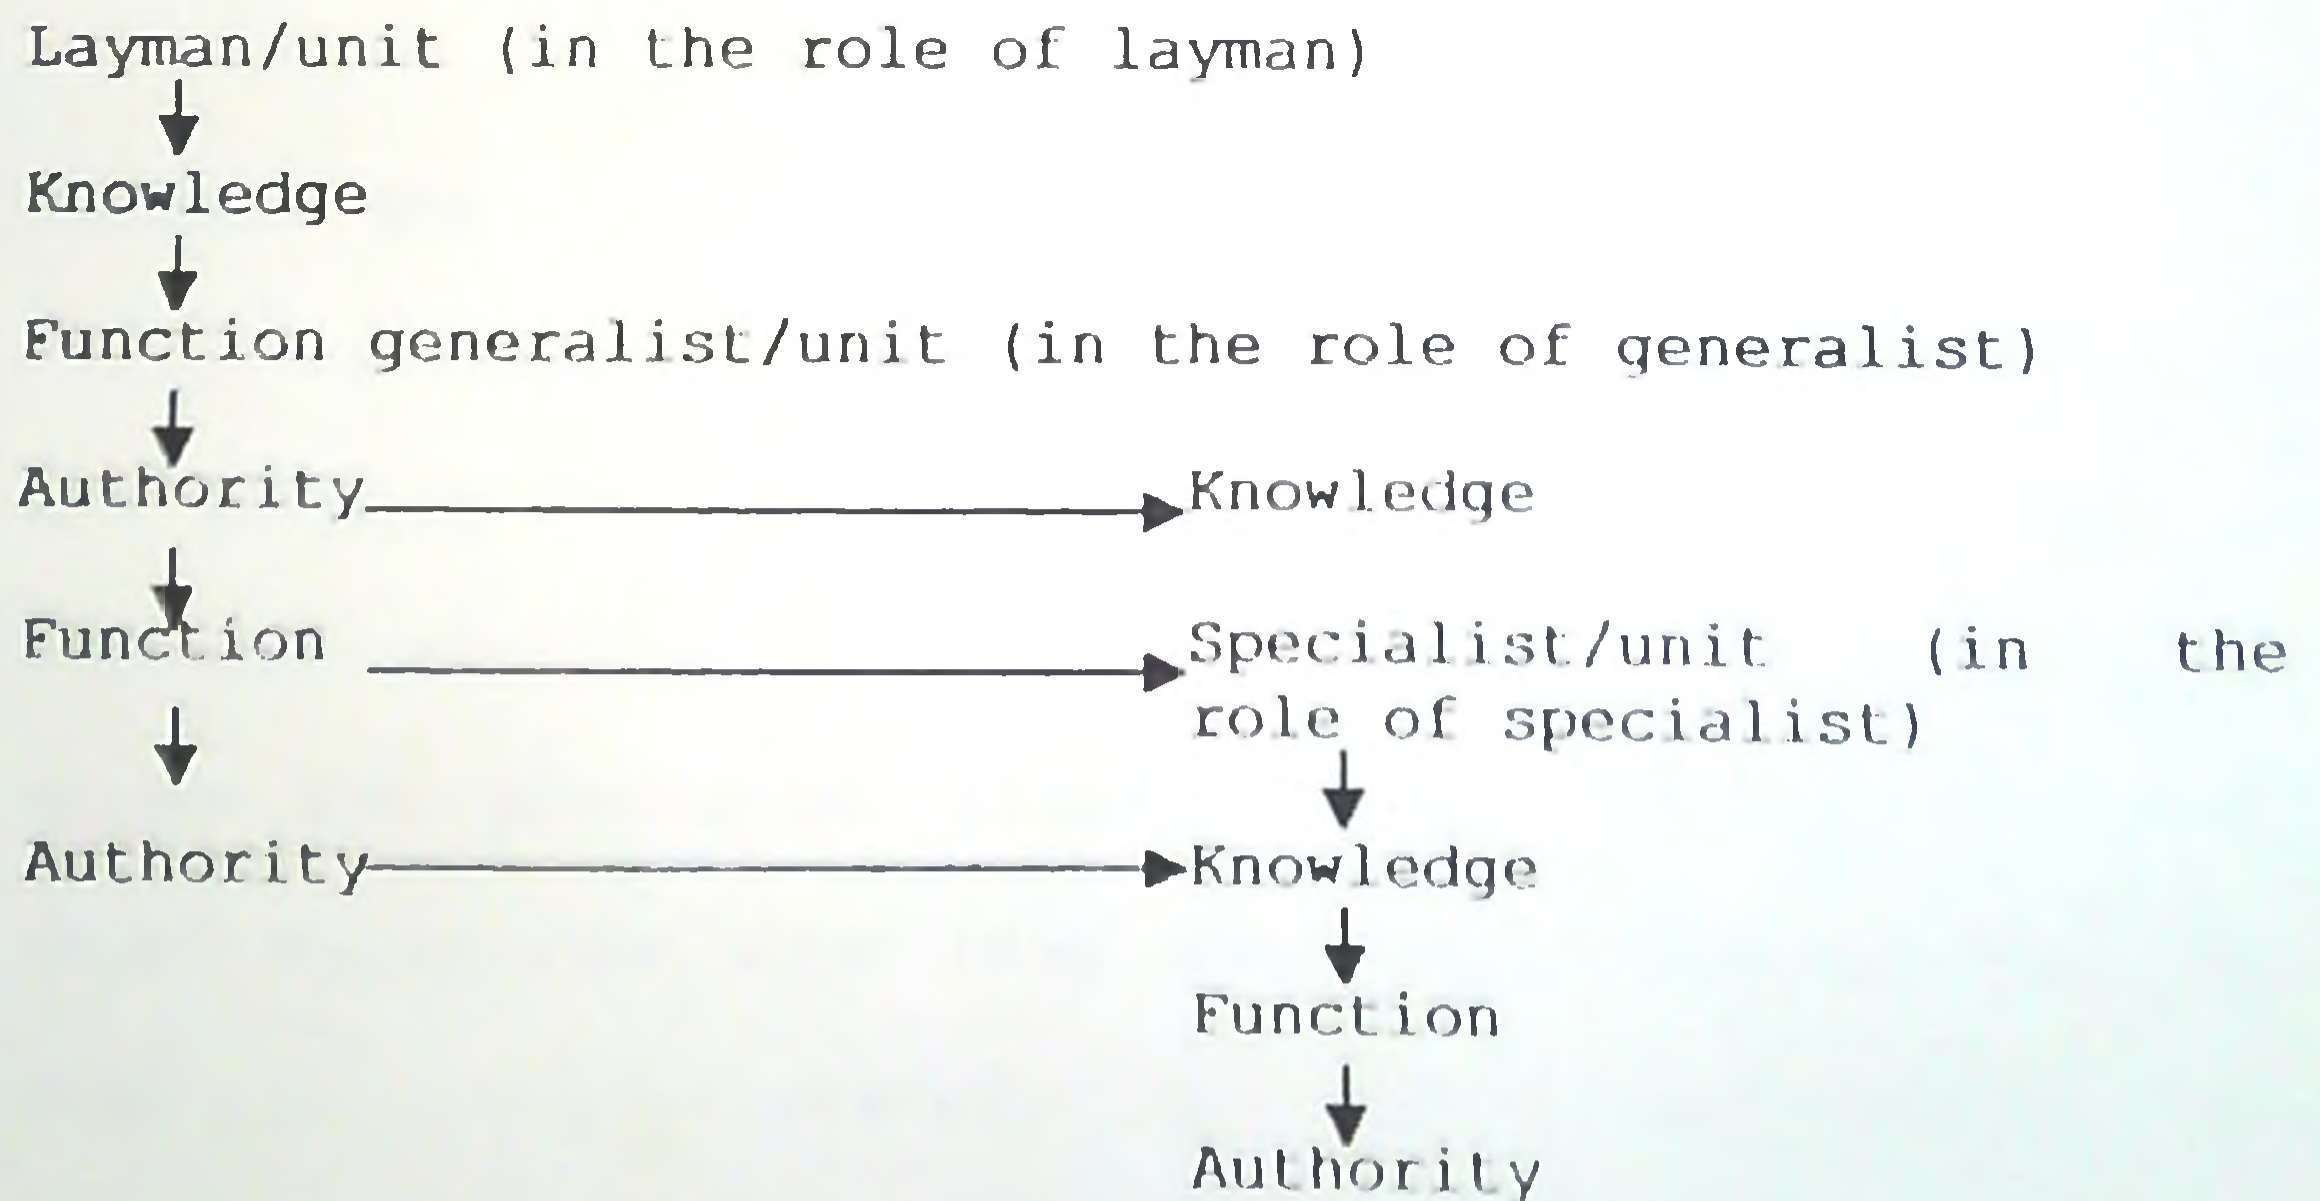 Layman/unit (in the role of layman)
Knowledge
Function generalist/unit (in the role of generalist)
Authority Knowledge
Function Specialist/unit (in the
role of specialist)
Authority Knowledge
Function
Authority